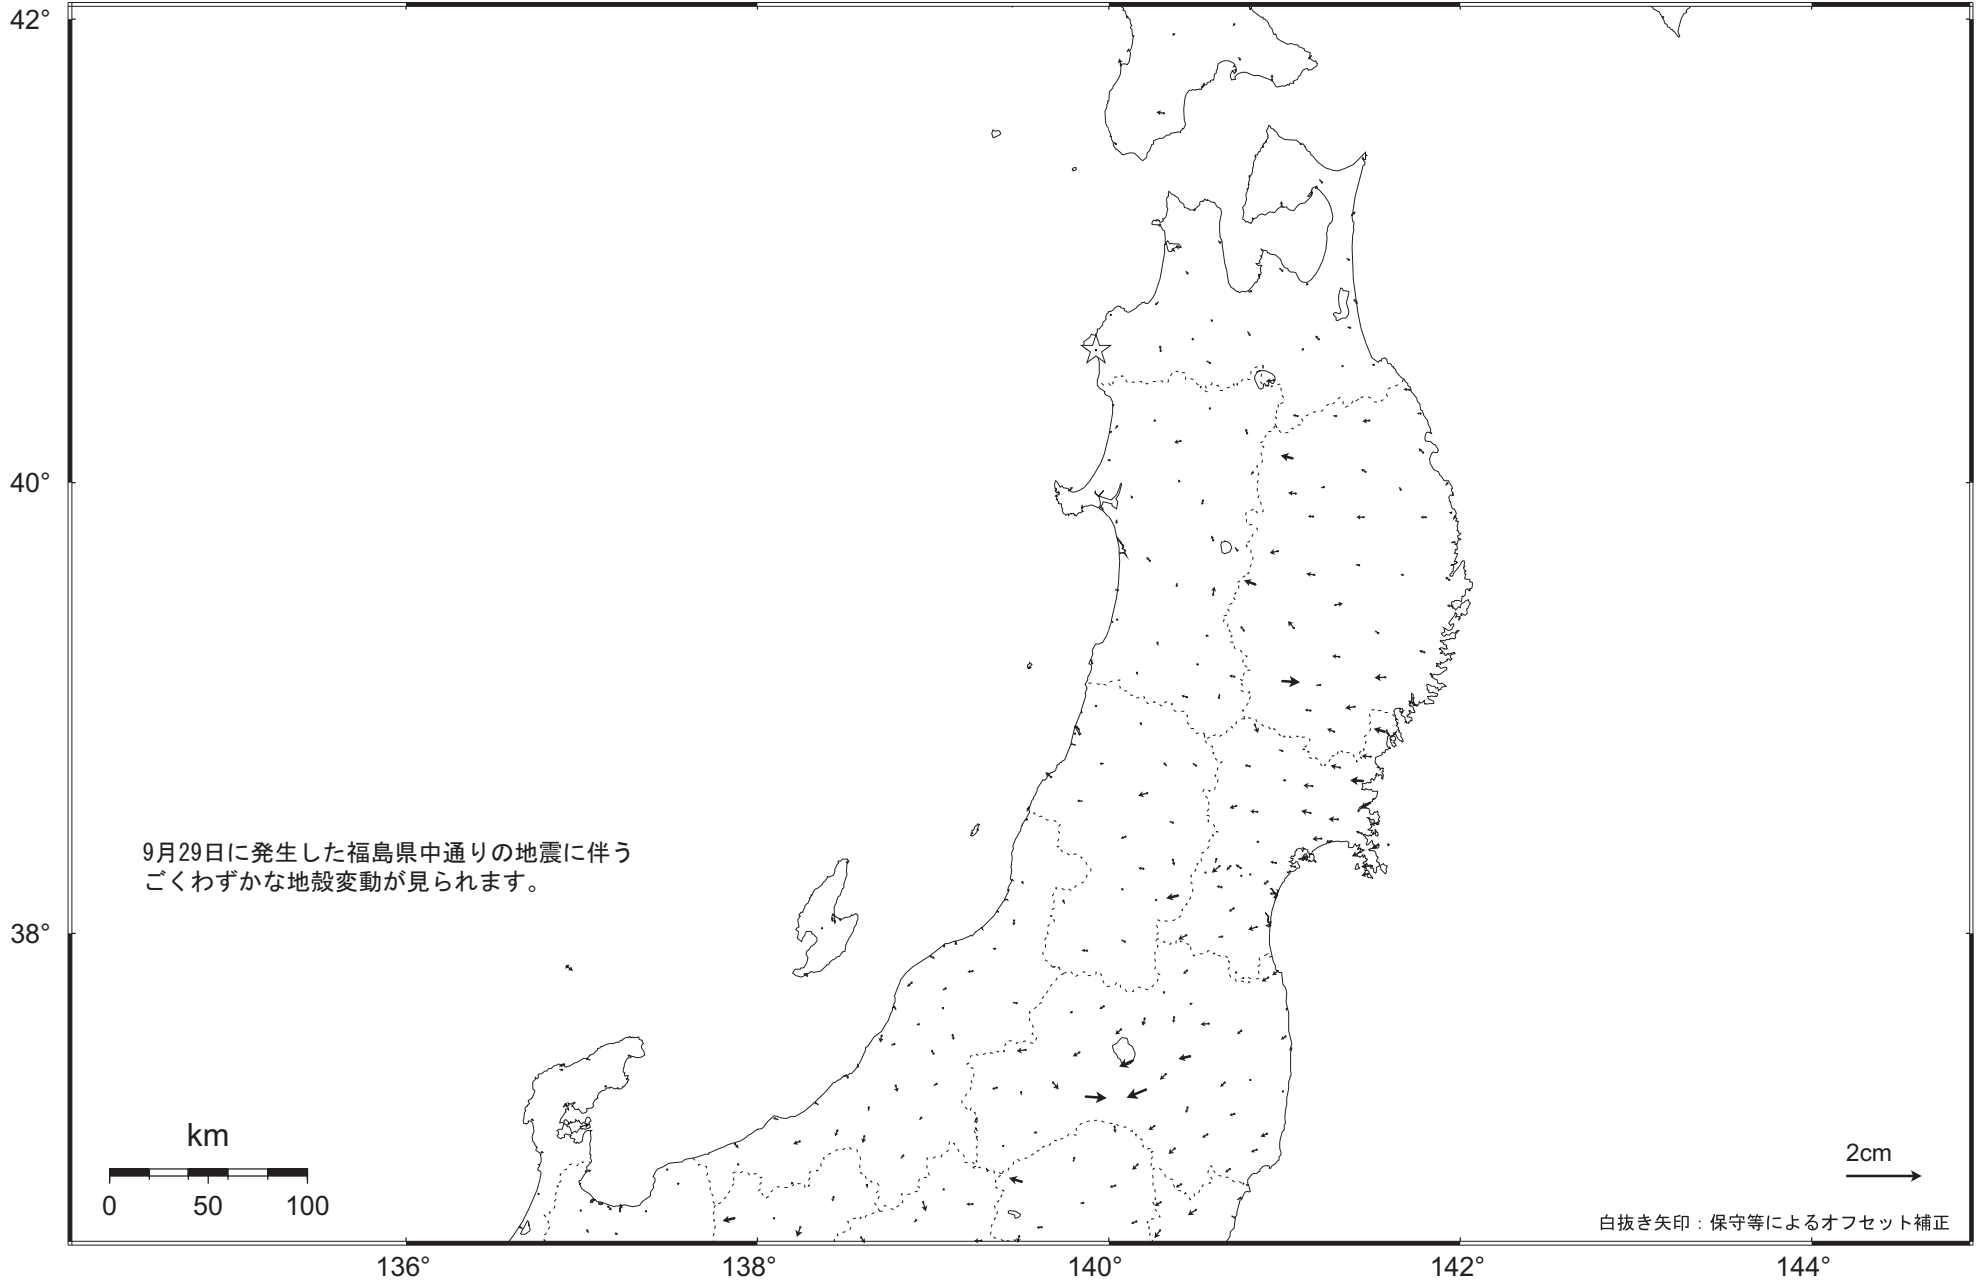 42°
40°
38°
9月29日に発生した福島県中通りの地震に伴う
ごくわずかな地殻変動が見られます。
km
0 50 100
2cm
白抜き矢印：保守等によるオフセット補正
136° 138° 140° 142° 144°